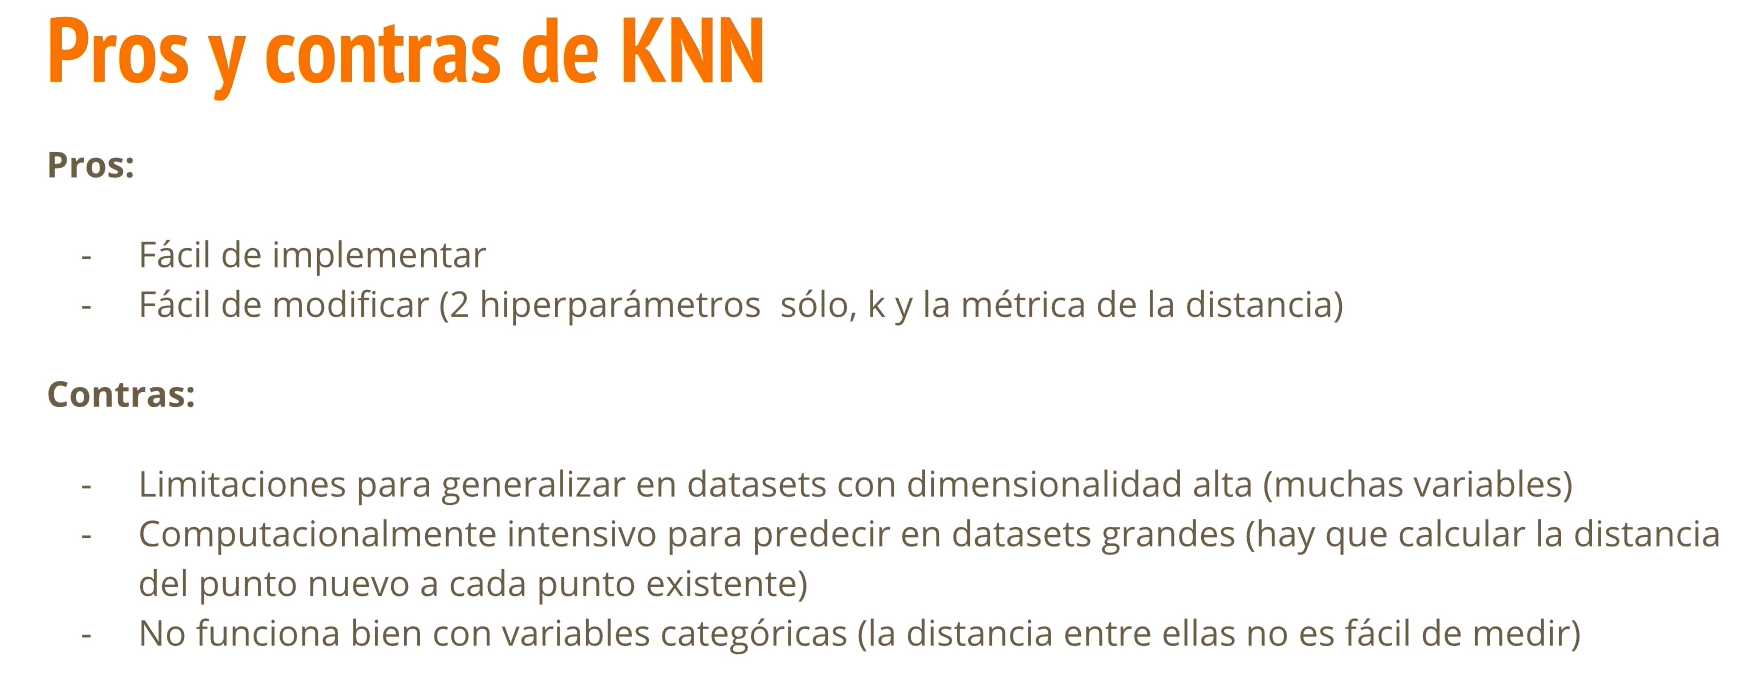 Pros y contras de KNN
Pros:
- Fácil de implementar
- Fácil de modificar (2 hiperparámetros  sólo, k y la métrica de la distancia)
Contras:
- Limitaciones para generalizar en datasets con dimensionalidad alta (muchas variables)
- Computacionalmente intensivo para predecir en datasets grandes (hay que calcular la distancia
del punto nuevo a cada punto existente)
- No funciona bien con variables categóricas (la distancia entre ellas no es fácil de medir)